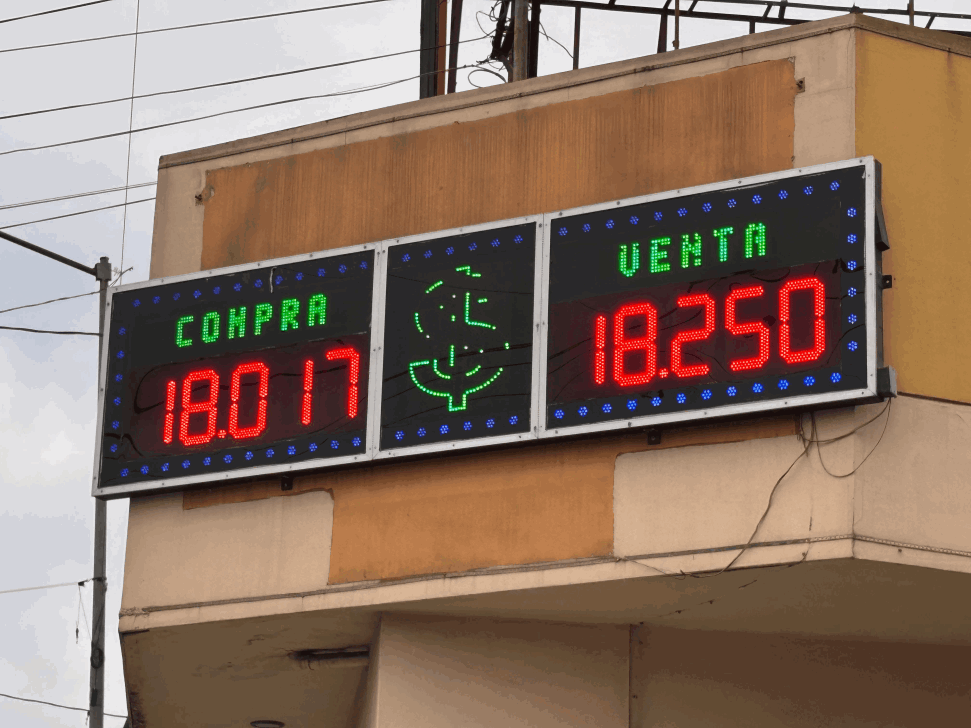 COMPRA
18.017
$
VENTA
18.250